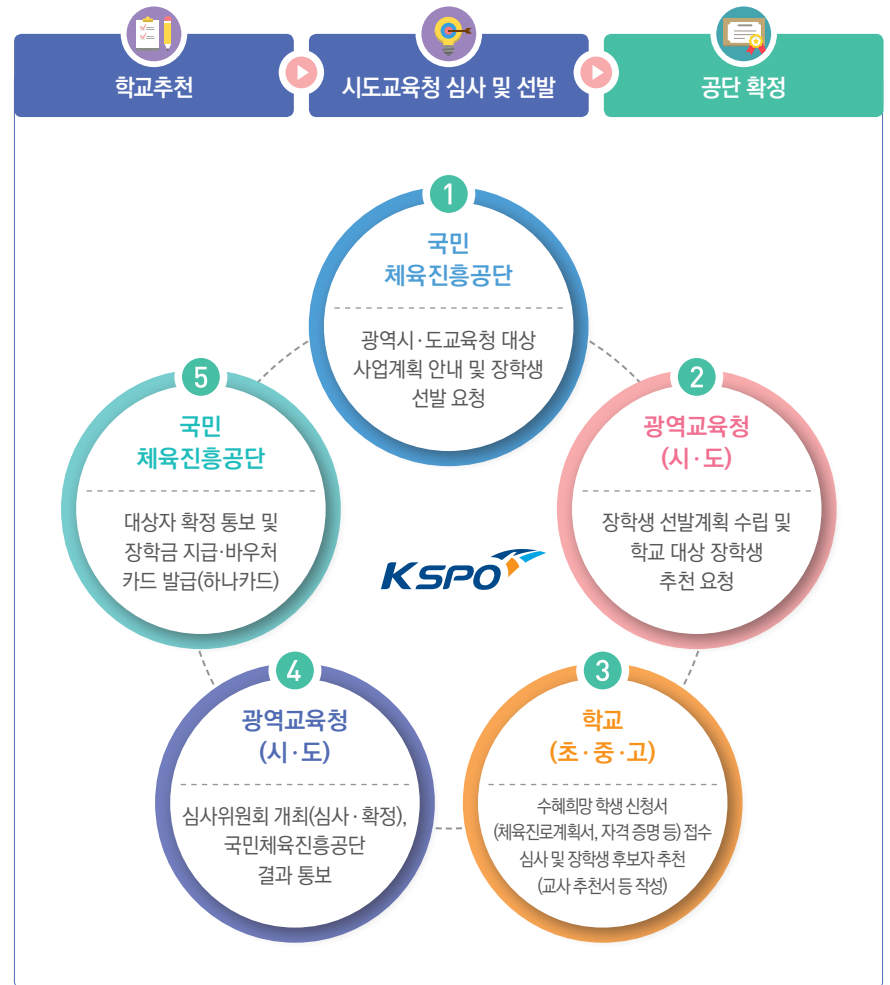 학교추천
시도교육청 심사 및 선발
공단 확정
1
국민
체육진흥공단
광역시·도교육청 대상
사업계획 안내 및 장학생
선발 요청
2
광역교육청
(시·도)
장학생 선발계획 수립 및
학교 대상 장학생
추천 요청
3
학교
(초·중·고)
수혜희망 학생 신청서
(체육진로계획서, 자격 증명 등) 접수
심사 및 장학생 후보자 추천
(교사 추천서 등 작성)
4
광역교육청
(시·도)
심사위원회 개최(심사·확정),
국민체육진흥공단
결과 통보
5
국민
체육진흥공단
대상자 확정 통보 및
장학금 지급·바우처
카드 발급(하나카드)
KSPO